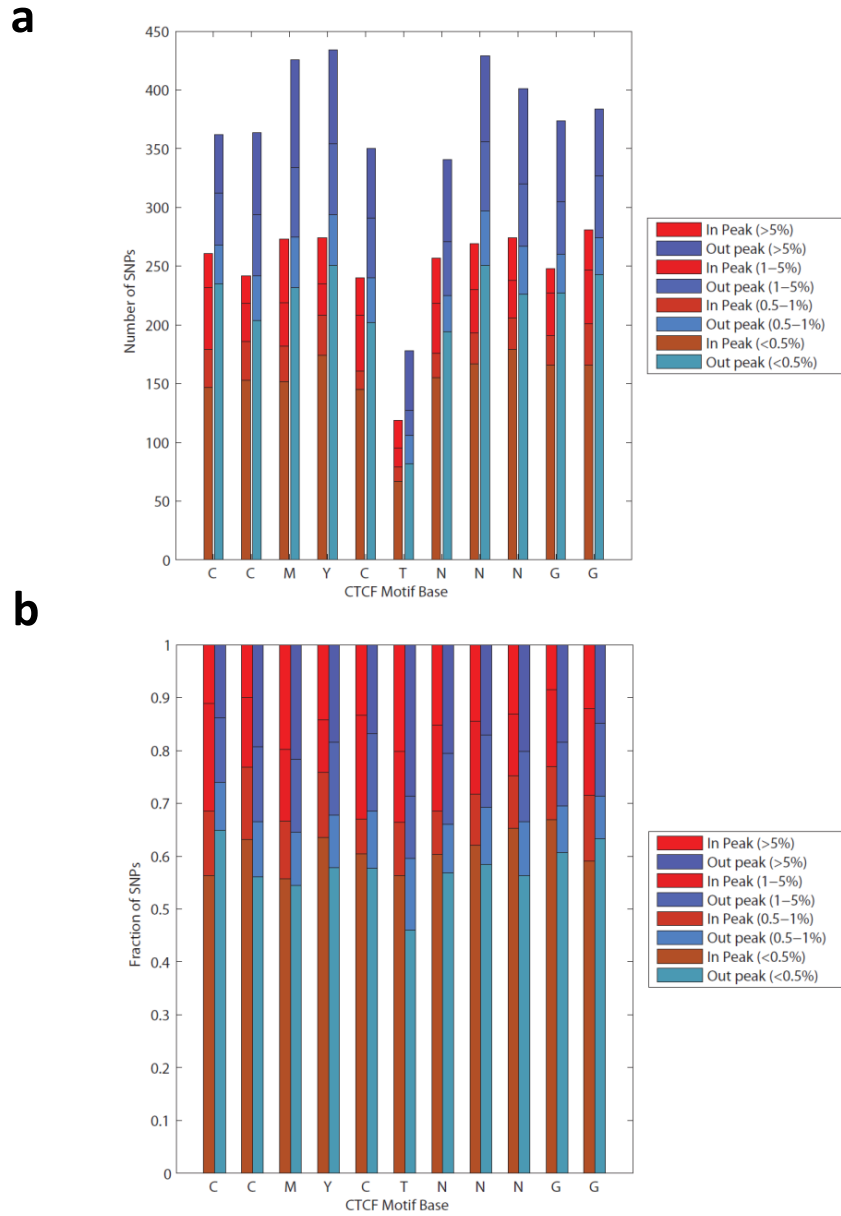 a
450
400
350
300
250
200
150
100
50
0
Number of SNPs
C C M Y C T N N N G G
CTCF Motif Base
In Peak (>5%)
Out peak (>5%)
In Peak (1−5%)
Out peak (1−5%)
In Peak (0.5−1%)
Out peak (0.5−1%)
In Peak (<0.5%)
Out peak (<0.5%)
b
1
0.9
0.8
0.7
0.6
0.5
0.4
0.3
0.2
0.1
0
Fraction of SNPs
C C M Y C T N N N G G
CTCF Motif Base
In Peak (>5%)
Out peak (>5%)
In Peak (1−5%)
Out peak (1−5%)
In Peak (0.5−1%)
Out peak (0.5−1%)
In Peak (<0.5%)
Out peak (<0.5%)